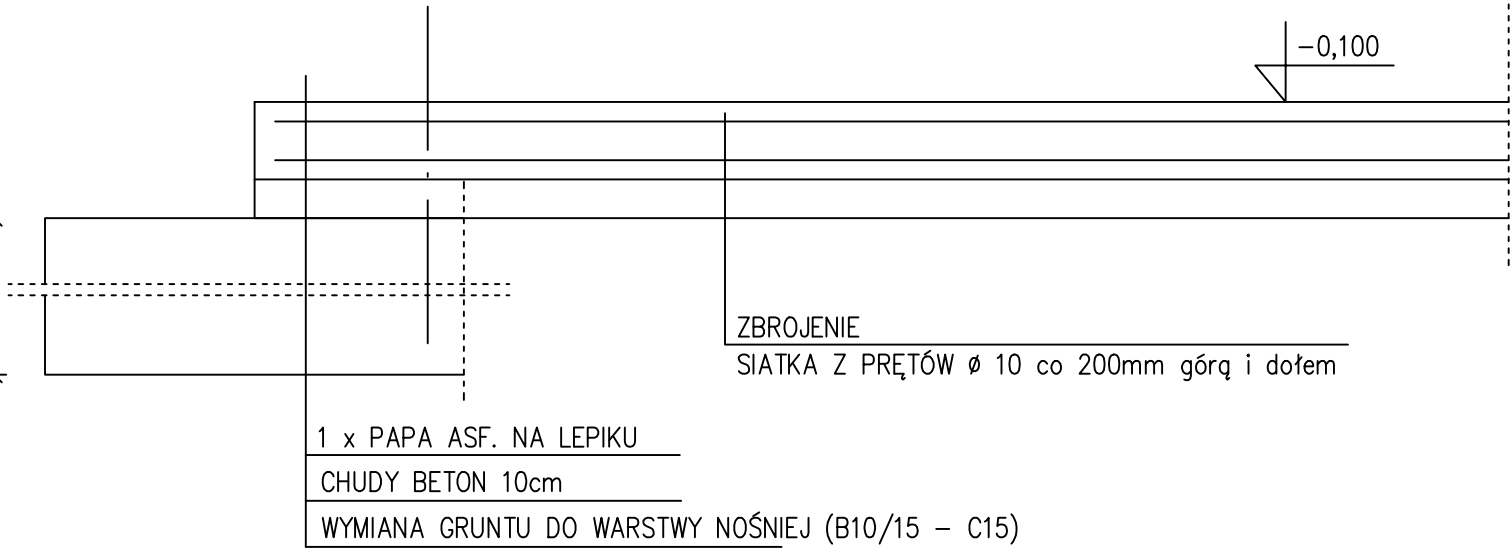 -0,100
ZBROJENIE
SIATKA Z PRĘTÓW ø 10 co 200mm górą i dołem
1 x PAPA ASF. NA LEPIKU
CHUDY BETON 10cm
WYMIANA GRUNTU DO WARSTWY NOŚNIEJ (B10/15 - C15)